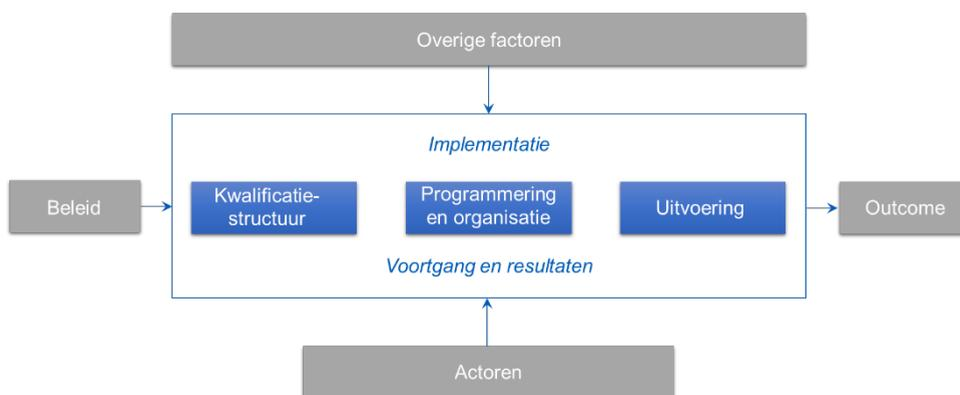 Overige factoren
Implementatie
Beleid
Kwalificatie-
structuur
Programmering
en organisatie
Uitvoering
Outcome
Voortgang en resultaten
Actoren